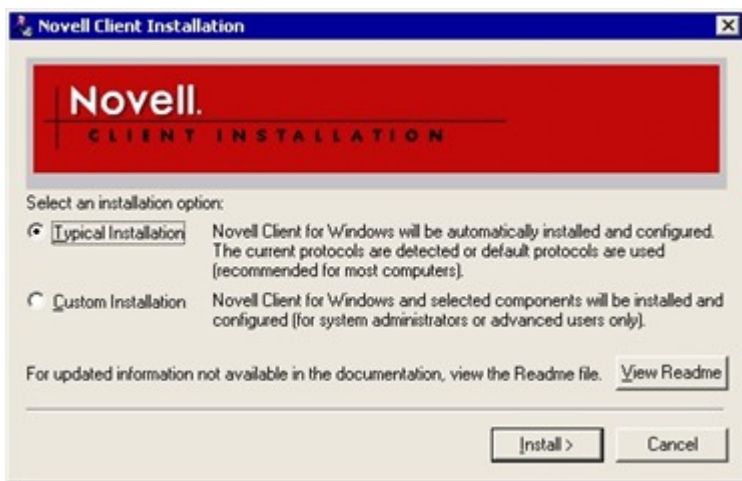 Novell Client Installation
Novell.
CLIENT INSTALLATION
Select an installation option:
Typical Installation
Novell Client for Windows will be automatically installed and configured.
The current protocols are detected or default protocols are used
(recommended for most computers).
Custom Installation
Novell Client for Windows and selected components will be installed and
configured (for system administrators or advanced users only).
For updated information not available in the documentation, view the Readme file.
View Readme
Install >
Cancel